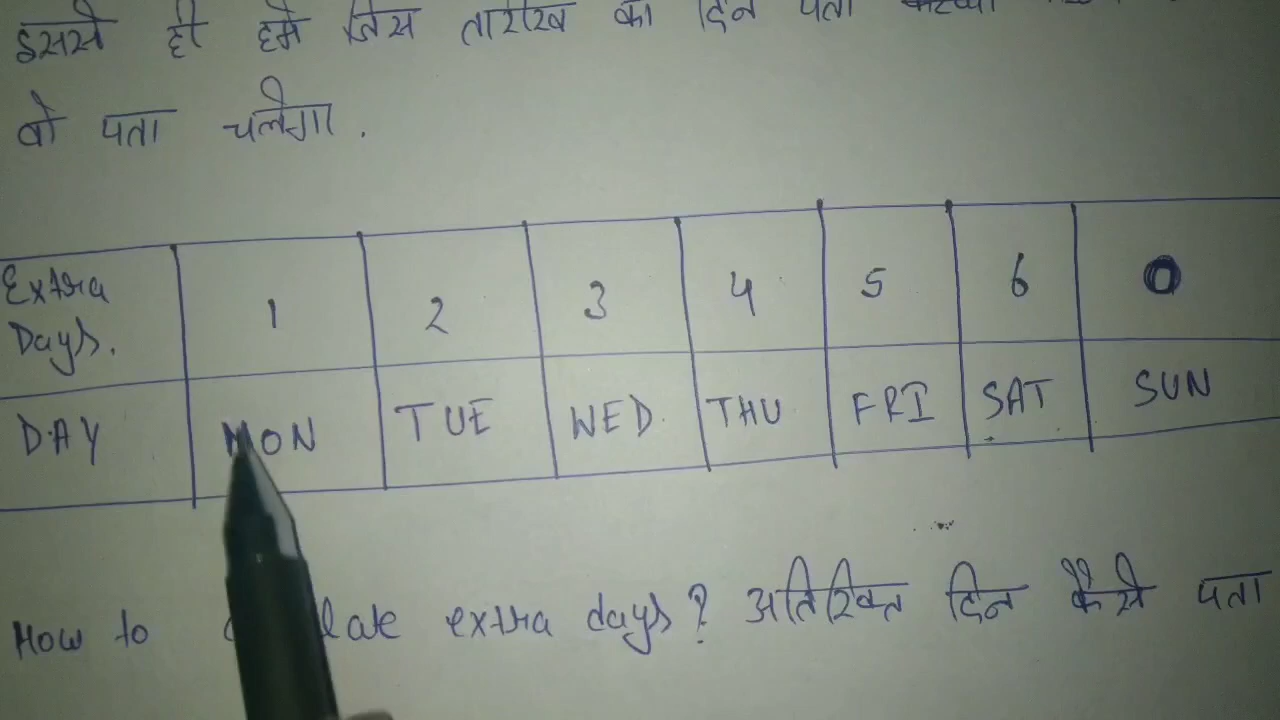 इससे ही हमे जिस तारीख का दिन पता
वो पता चलेगा.
Extra Days. 1 2 3 4 5 6 0
DAY MON TUE WED. THU FRI SAT SUN
How to extra days? अतिरिक्त दिन कैसे पता